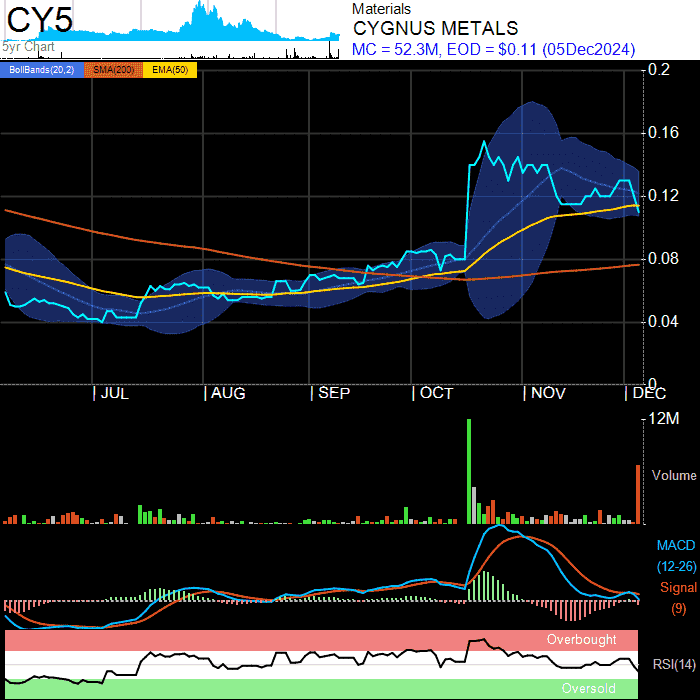 CY5
5yr Chart
Materials
CYGNUS METALS
MC = 52.3M, EOD = $0.11 (05Dec2024)
BollBands(20,2) SMA(200) EMA(50)
0.2
0.16
0.12
0.08
0.04
0
JUL AUG SEP OCT NOV DEC
12M
Volume
MACD
(12-26)
Signal
(9)
Overbought
RSI(14)
Oversold